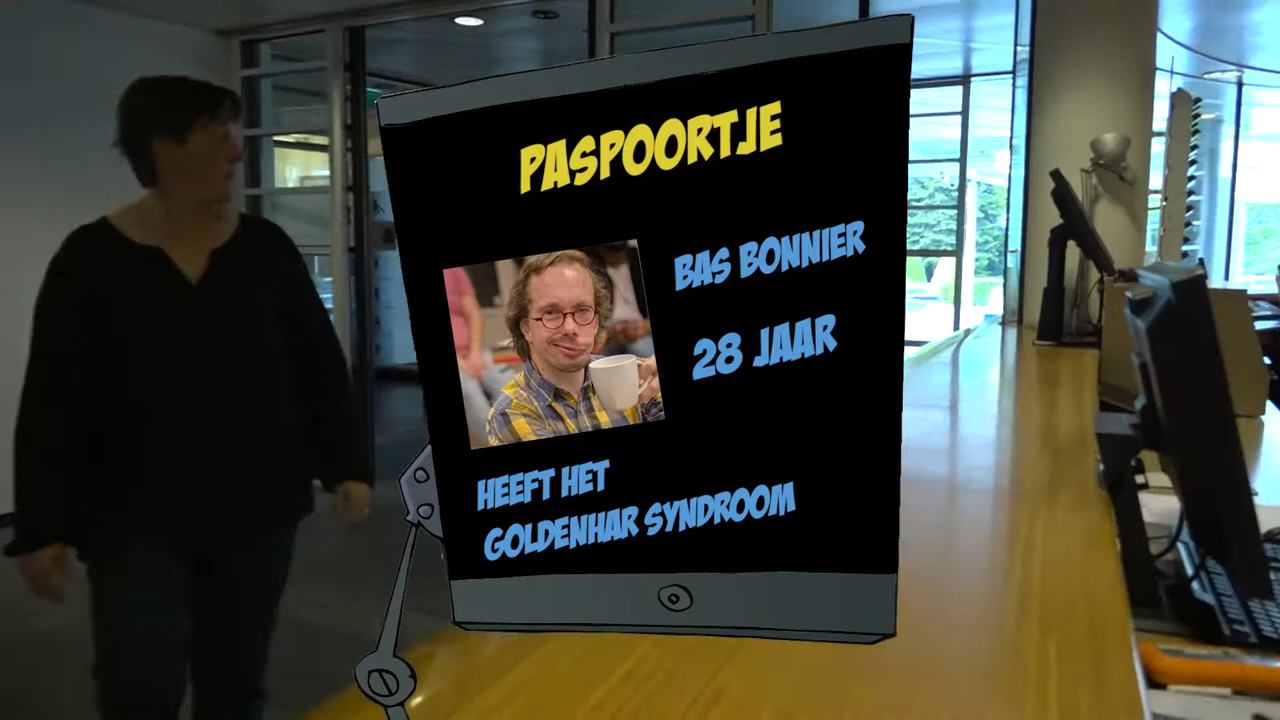 PASPOORTJE
BAS BONNIER
28 JAAR
HEEFT HET
GOLDENHAR SYNDROOM